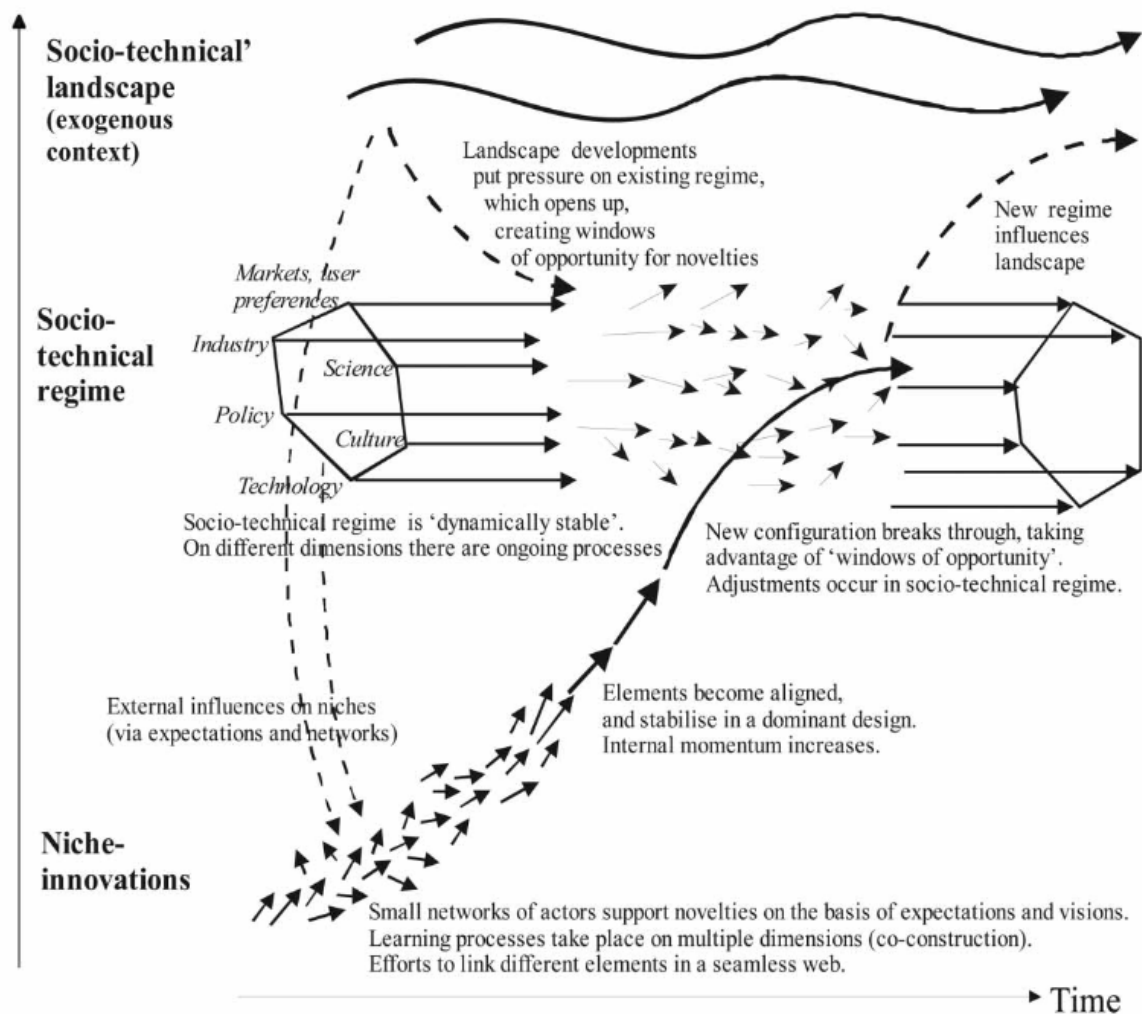 Socio-technical’
landscape
(exogenous
context)
Landscape developments
put pressure on existing regime,
which opens up,
creating windows
of opportunity for novelties
New regime
influences
landscape
Markets, user
preferences
Socio-
technical
regime
Industry
Science
Policy
Culture
Technology
Socio-technical regime is ‘dynamically stable’.
On different dimensions there are ongoing processes
New configuration breaks through, taking
advantage of ‘windows of opportunity’.
Adjustments occur in socio-technical regime.
External influences on niches
(via expectations and networks)
Elements become aligned,
and stabilise in a dominant design.
Internal momentum increases.
Niche-
innovations
Small networks of actors support novelties on the basis of expectations and visions.
Learning processes take place on multiple dimensions (co-construction).
Efforts to link different elements in a seamless web.
Time